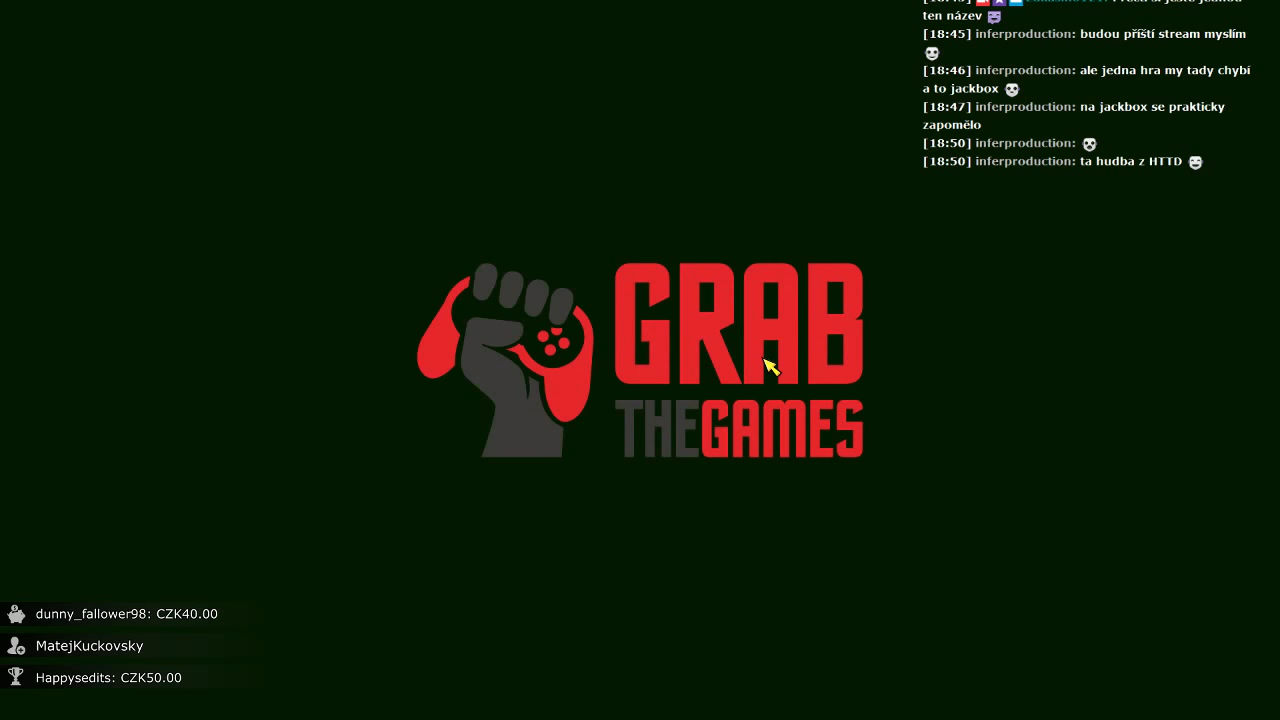 ten název
[18:45] inferproduction: budou příští stream myslím
[18:46] inferproduction: ale jedna hra my tady chybí
a to jackbox
[18:47] inferproduction: na jackbox se prakticky
zapomělo
[18:50] inferproduction:
[18:50] inferproduction: ta hudba z HTTD
GRAB
THEGAMES
dunny_fallower98: CZK40.00
MatejKuckovsky
Happysedits: CZK50.00